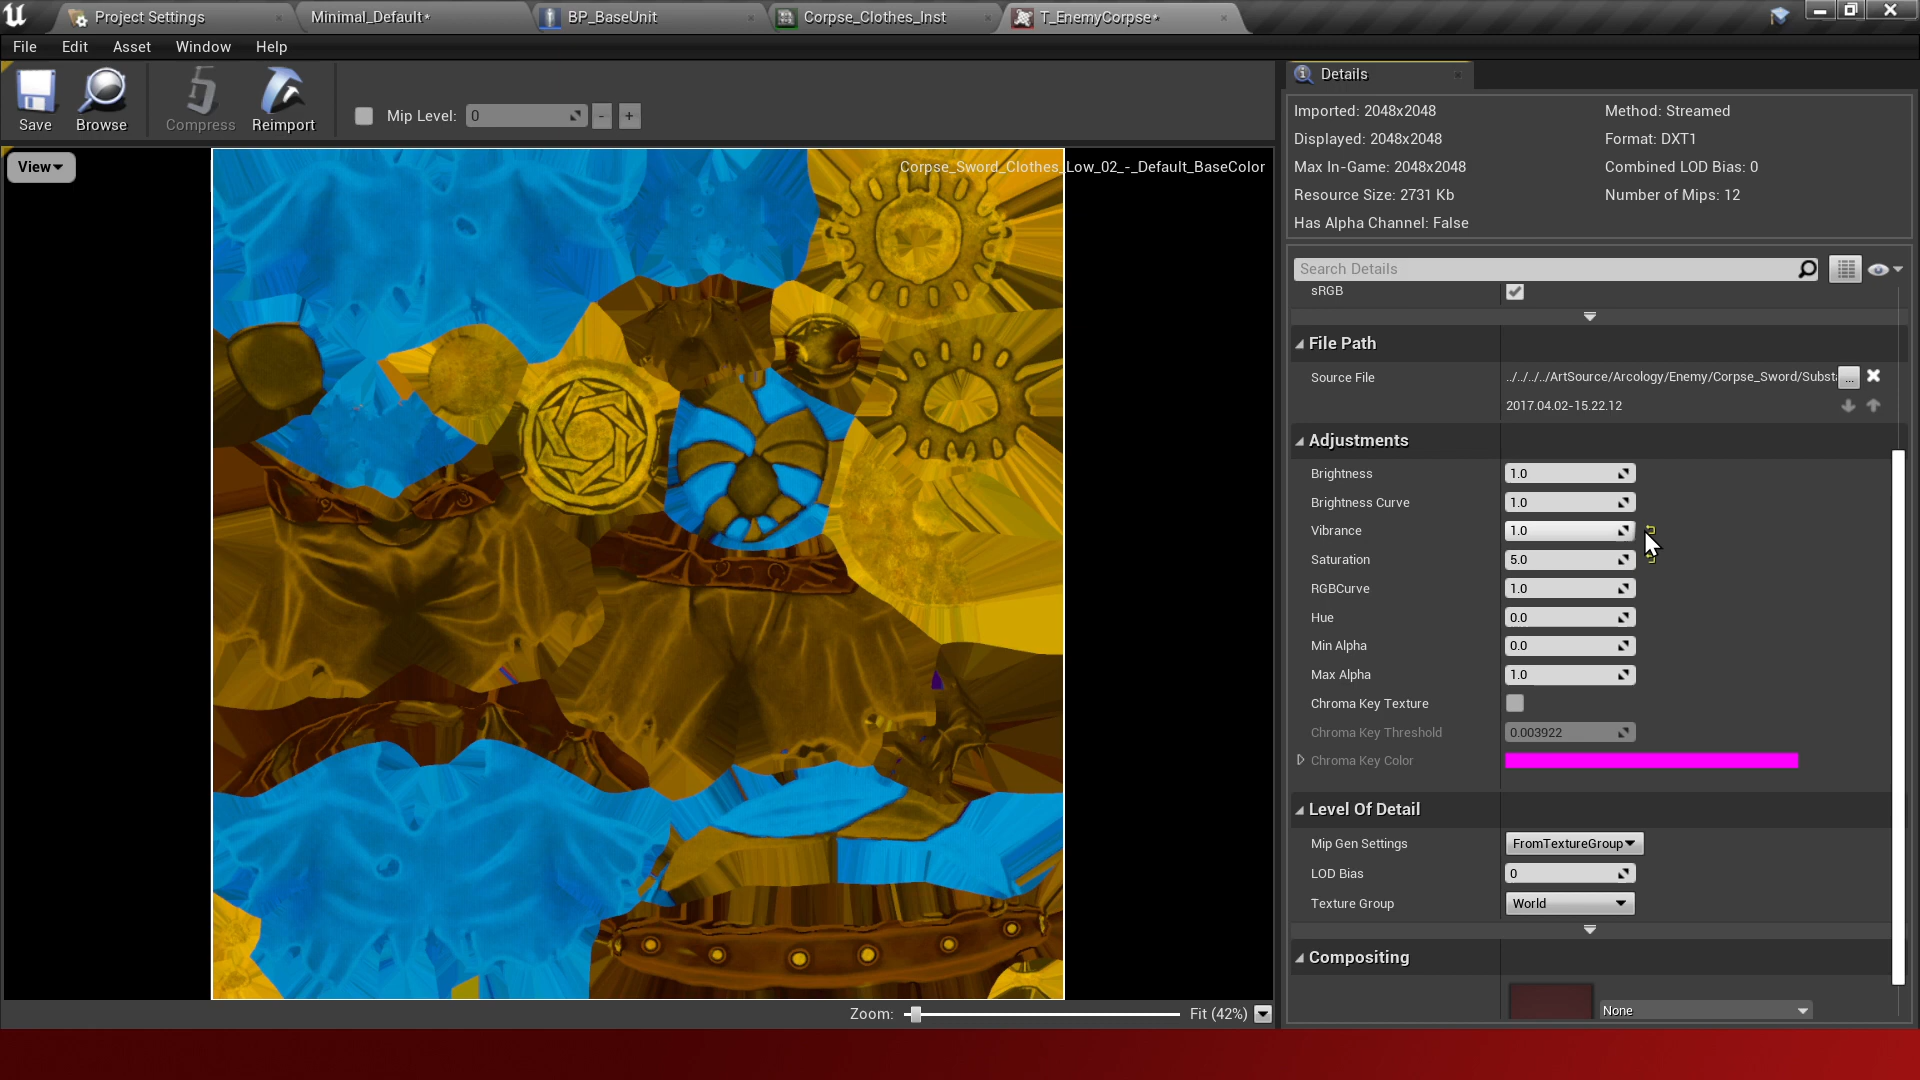 Project Settings
Minimal_Default*
BP_BaseUnit
Corpse_Clothes_Inst
T_EnemyCorpse*
File Edit Asset Window Help
Save Browse Compress Reimport
Mip Level: 0 - +
View
Corpse_Sword_Clothes_Low_02_-_Default_BaseColor
Zoom: Fit (42%)
Details
Imported: 2048x2048 Method: Streamed
Displayed: 2048x2048 Format: DXT1
Max In-Game: 2048x2048 Combined LOD Bias: 0
Resource Size: 2731 Kb Number of Mips: 12
Has Alpha Channel: False
Search Details
sRGB
File Path
Source File ../../../../ArtSource/Arcology/Enemy/Corpse_Sword/Subst ...
2017.04.02-15.22.12
Adjustments
Brightness 1.0
Brightness Curve 1.0
Vibrance 1.0
Saturation 5.0
RGBCurve 1.0
Hue 0.0
Min Alpha 0.0
Max Alpha 1.0
Chroma Key Texture
Chroma Key Threshold 0.003922
Chroma Key Color
Level Of Detail
Mip Gen Settings FromTextureGroup
LOD Bias 0
Texture Group World
Compositing
None